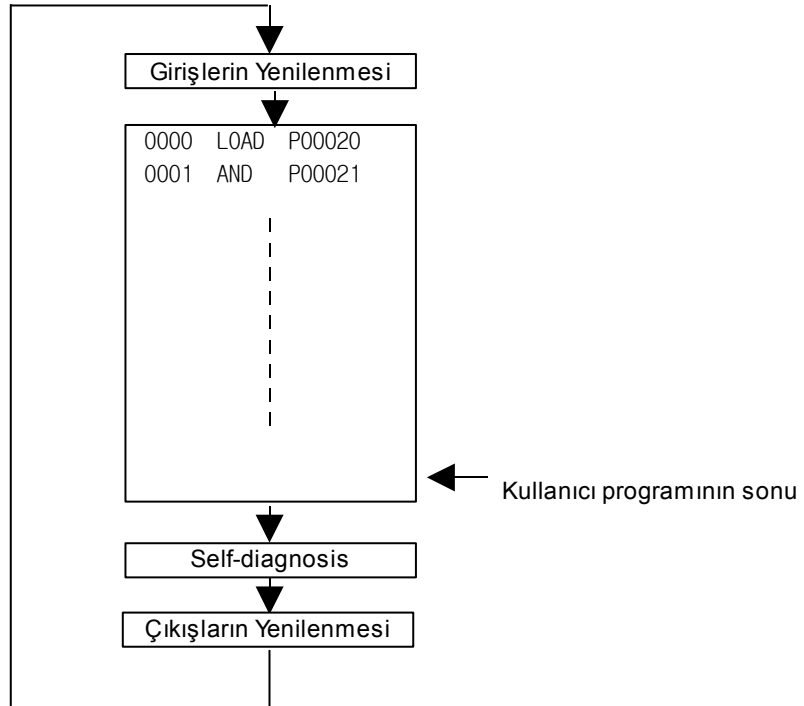 Girişlerin Yenilenmesi
0000 LOAD P00020
0001 AND P00021
Kullanıcı programının sonu
Self-diagnosis
Çıkışların Yenilenmesi